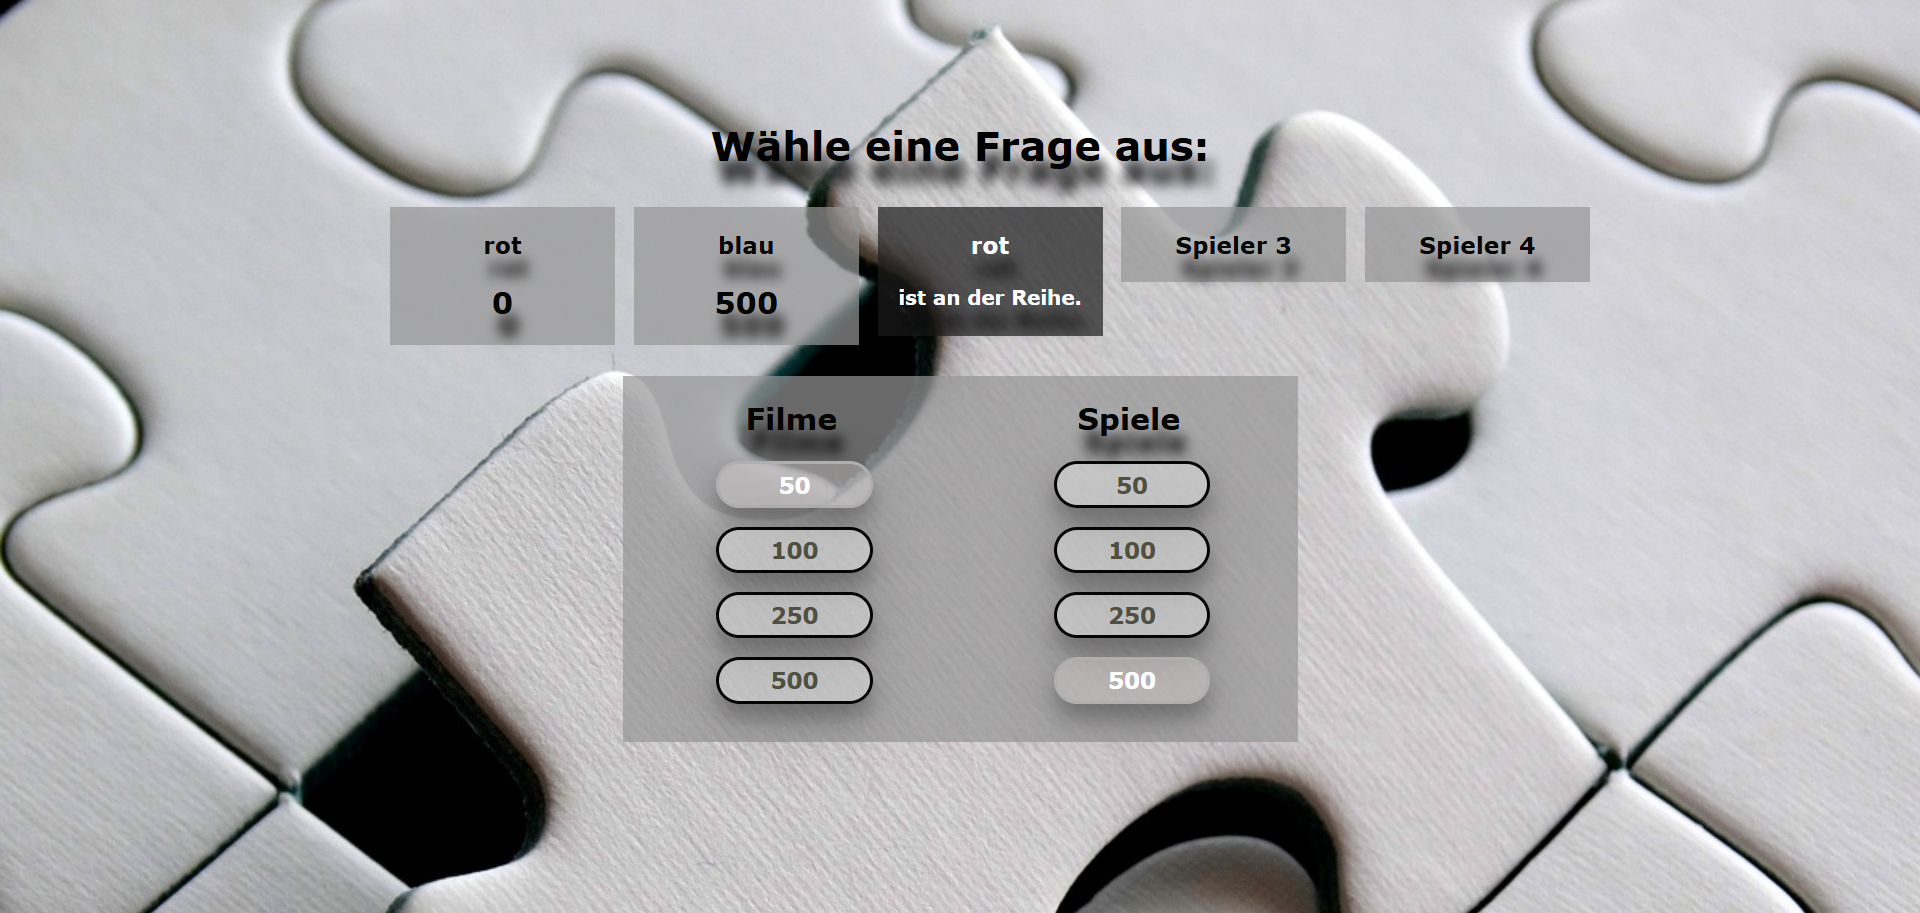 Wähle eine Frage aus:
rot
0
blau
500
rot
ist an der Reihe.
Spieler 3
Spieler 4
Filme
50
100
250
500
Spiele
50
100
250
500